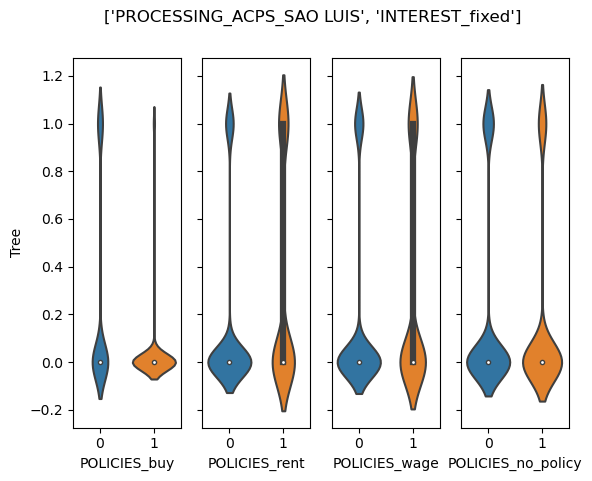 ['PROCESSING_ACPS_SAO LUIS', 'INTEREST_fixed']
Tree
1.2
1.0
0.8
0.6
0.4
0.2
0.0
−0.2
0 1 0 1 0 1 0 1
POLICIES_buy POLICIES_rent POLICIES_wage POLICIES_no_policy